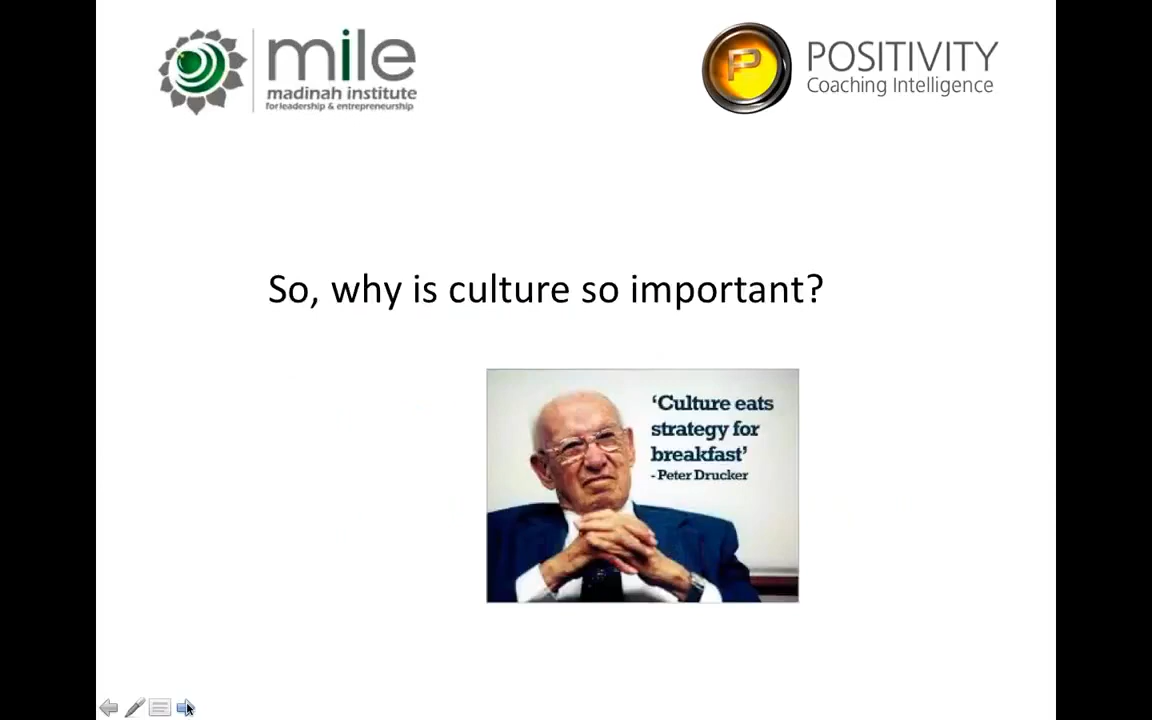 mile
madinah institute
for leadership & entrepreneurship
P
POSITIVITY
Coaching Intelligence
So, why is culture so important?
‘Culture eats
strategy for
breakfast’
- Peter Drucker